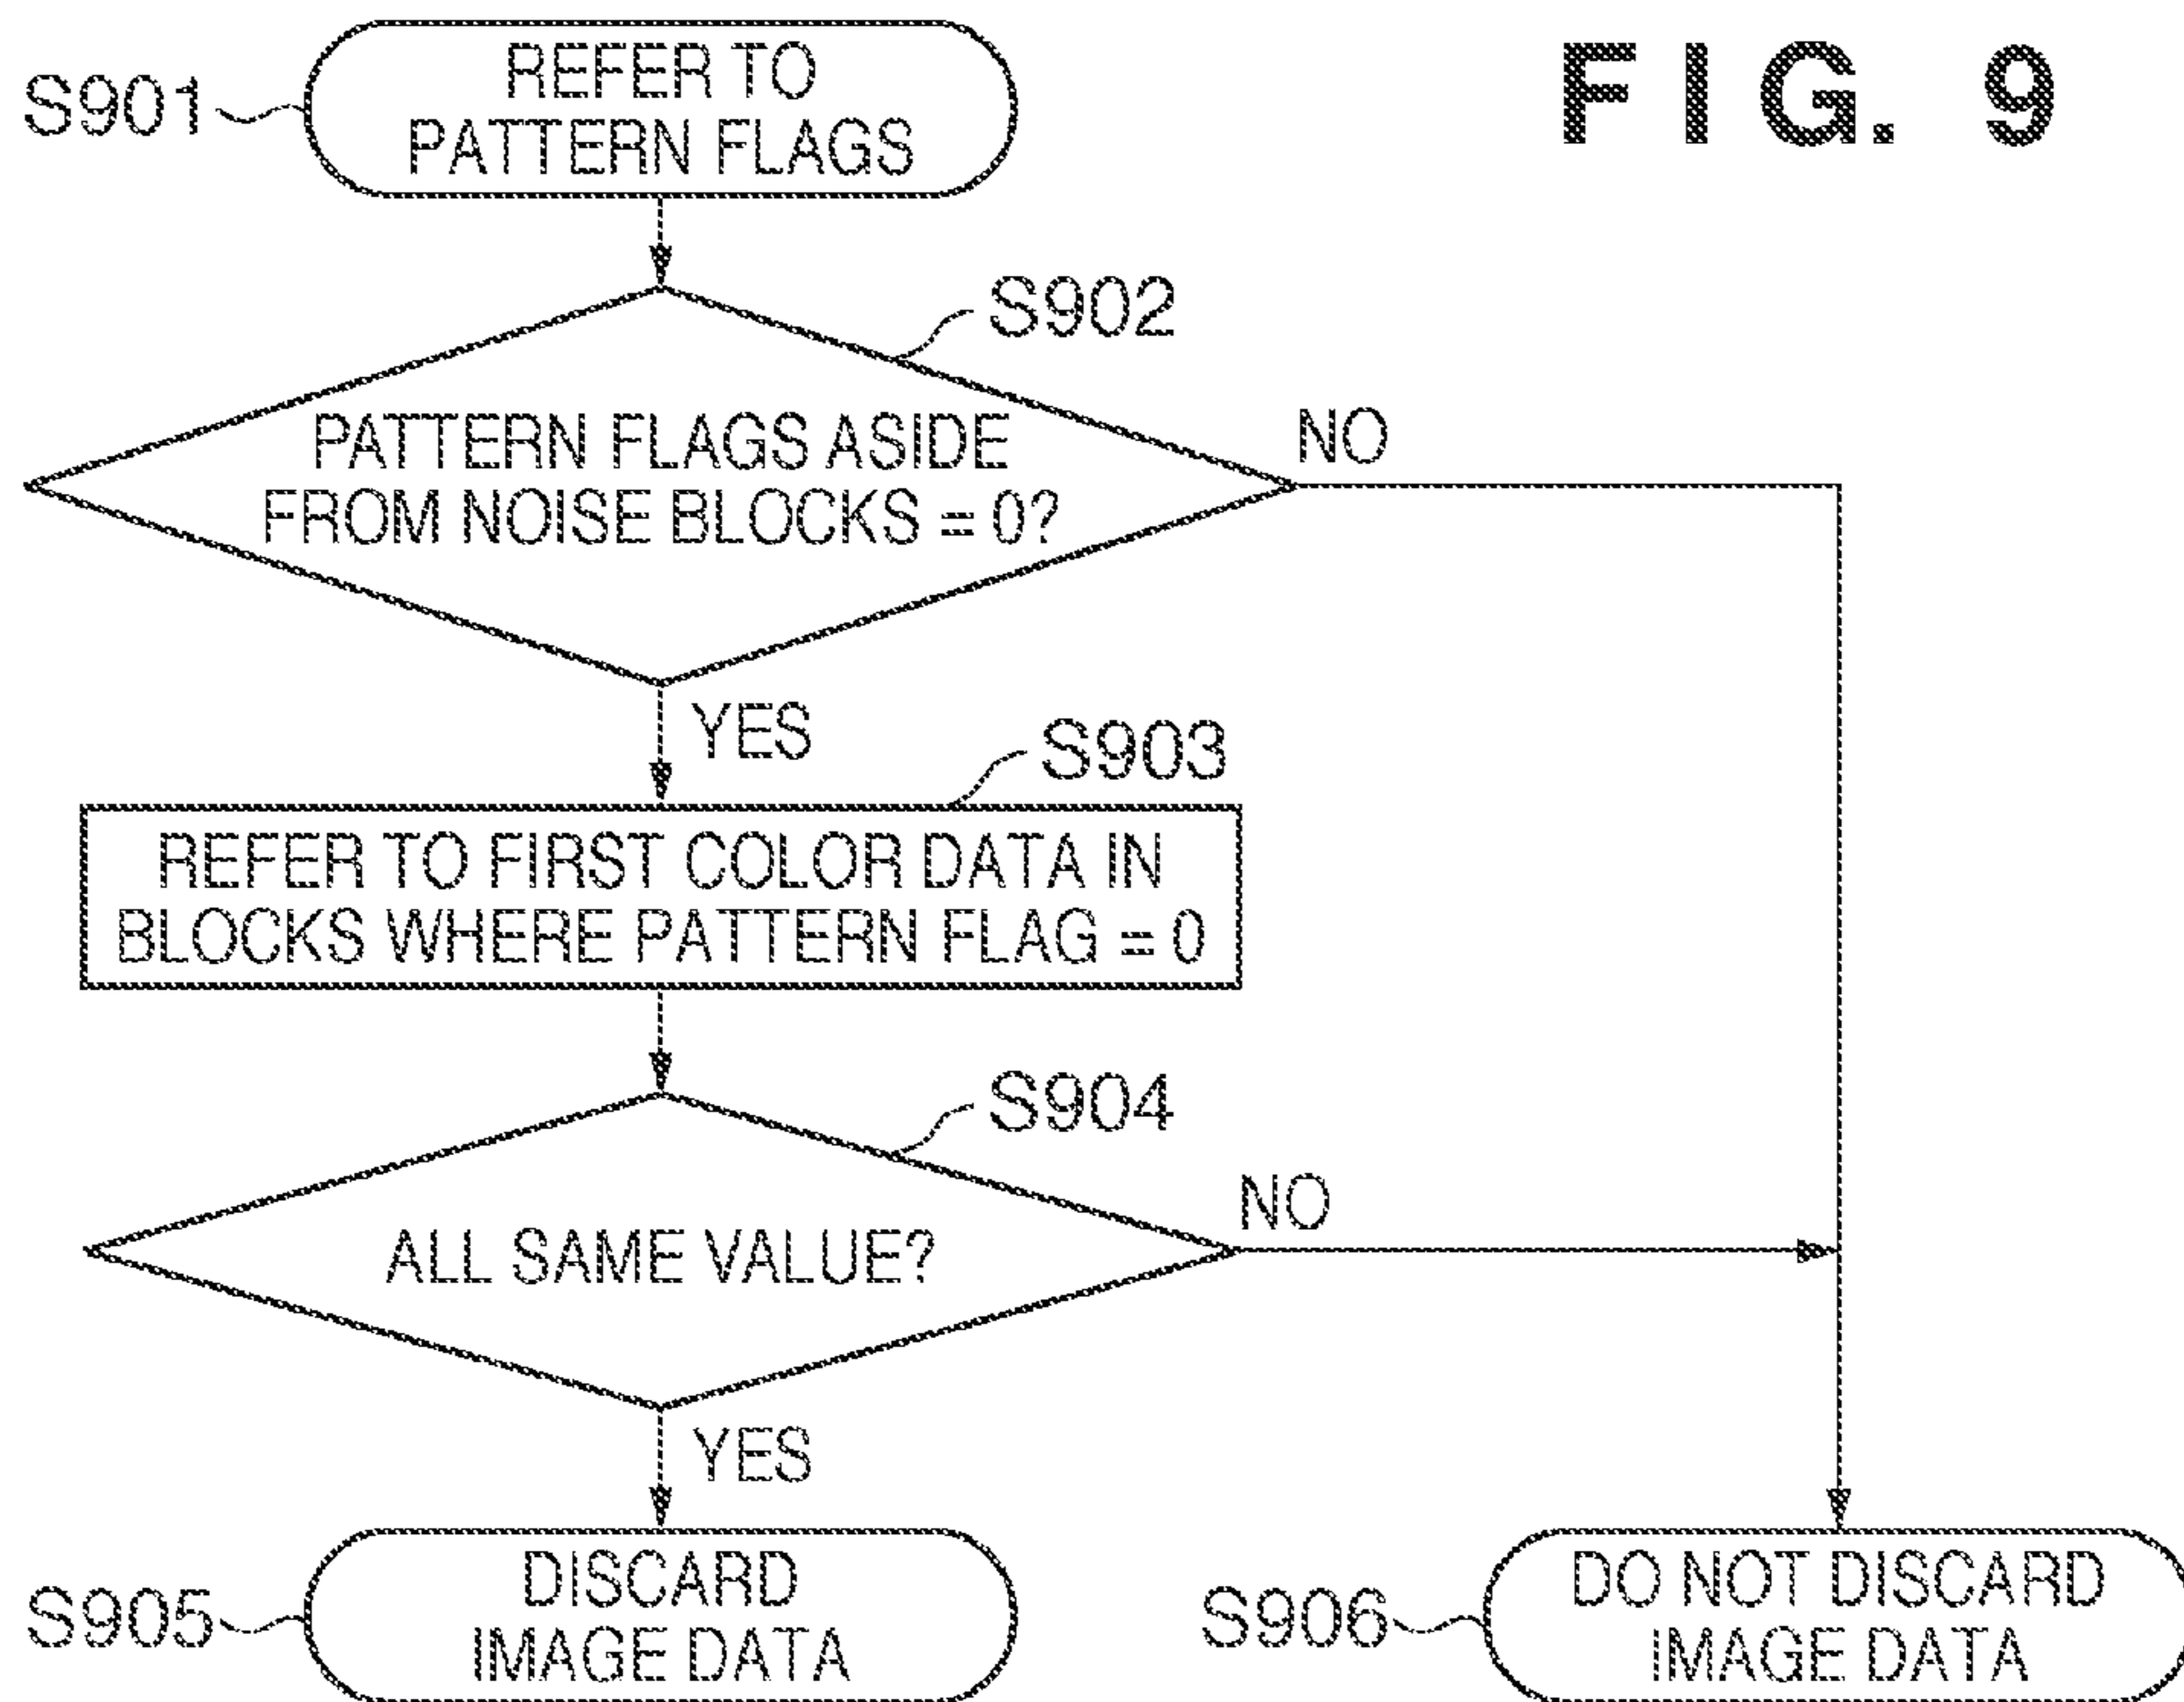 FIG. 9
S901
REFER TO
PATTERN FLAGS
S902
PATTERN FLAGS ASIDE
FROM NOISE BLOCKS = 0?
NO
YES
S903
REFER TO FIRST COLOR DATA IN
BLOCKS WHERE PATTERN FLAG = 0
S904
ALL SAME VALUE?
NO
YES
S905
DISCARD
IMAGE DATA
S906
DO NOT DISCARD
IMAGE DATA